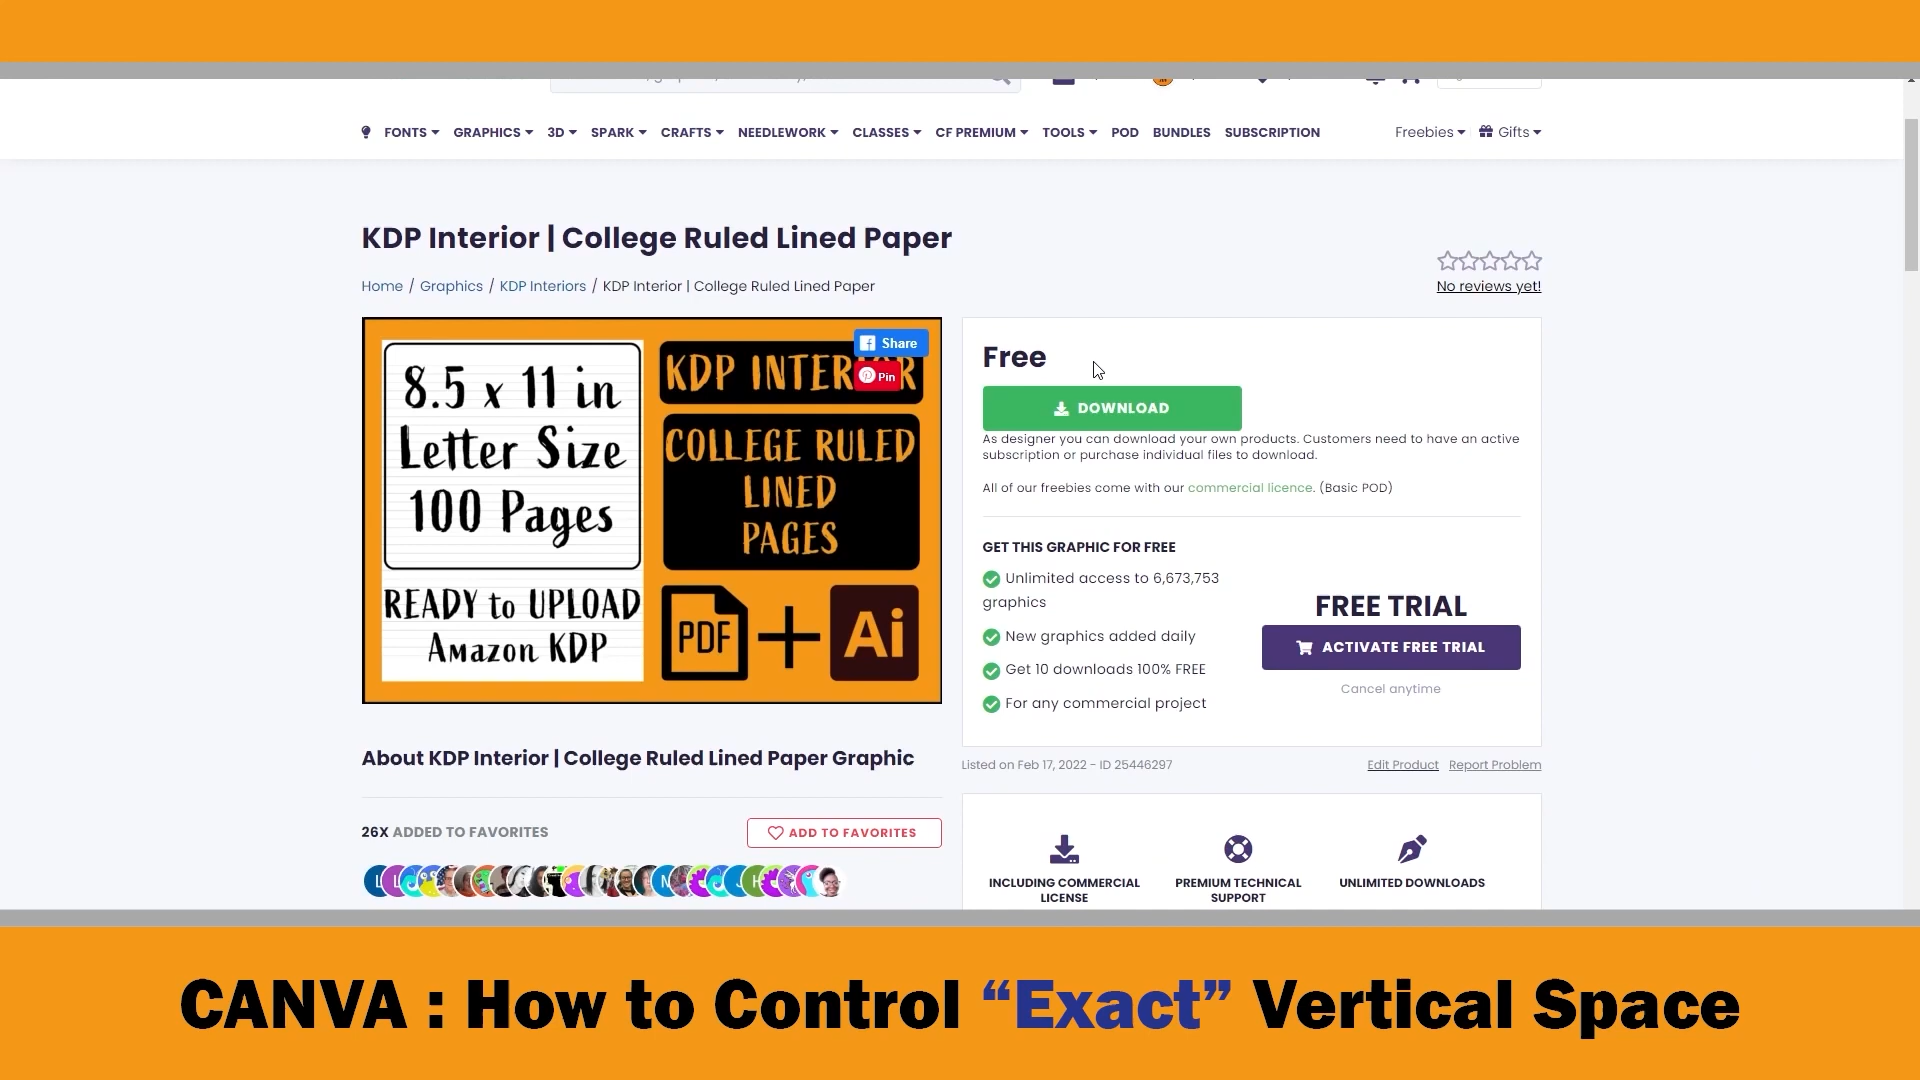 FONTS GRAPHICS 3D SPARK CRAFTS NEEDLEWORK CLASSES CF PREMIUM TOOLS POD BUNDLES SUBSCRIPTION Freebies Gifts
KDP Interior | College Ruled Lined Paper
Home / Graphics / KDP Interiors / KDP Interior | College Ruled Lined Paper
No reviews yet!
8.5 x 11 in
Letter Size
100 Pages
READY to UPLOAD
Amazon KDP
Share
Pin
KDP INTERIOR
COLLEGE RULED
LINED
PAGES
PDF + Ai
Free
DOWNLOAD
As designer you can download your own products. Customers need to have an active
subscription or purchase individual files to download.
All of our freebies come with our commercial licence. (Basic POD)
GET THIS GRAPHIC FOR FREE
Unlimited access to 6,673,753
graphics
New graphics added daily
Get 10 downloads 100% FREE
For any commercial project
FREE TRIAL
ACTIVATE FREE TRIAL
Cancel anytime
About KDP Interior | College Ruled Lined Paper Graphic
Listed on Feb 17, 2022 - ID 25446297
Edit Product Report Problem
26X ADDED TO FAVORITES
ADD TO FAVORITES
INCLUDING COMMERCIAL
LICENSE
PREMIUM TECHNICAL
SUPPORT
UNLIMITED DOWNLOADS
CANVA : How to Control “Exact” Vertical Space